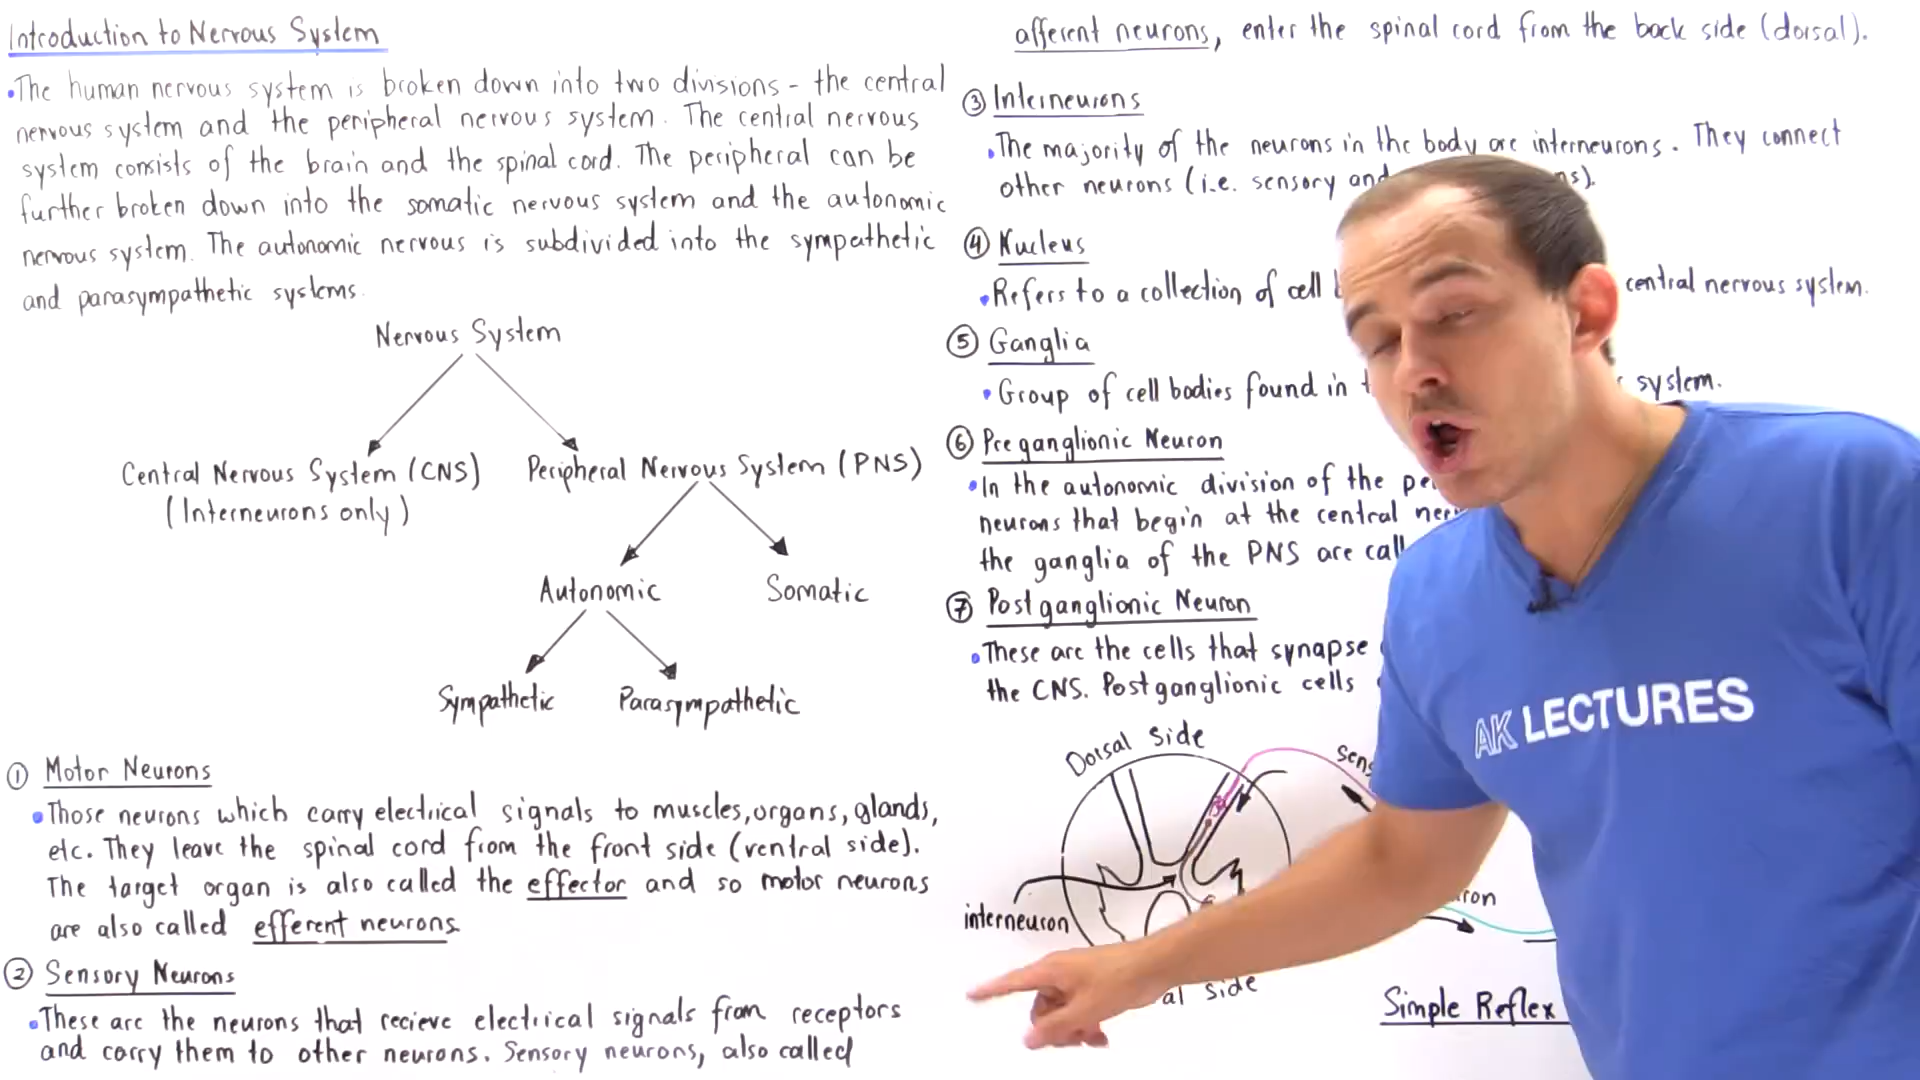 Introduction to Nervous System
•The human nervous system is broken down into two divisions - the central
nervous system and the peripheral nervous system. The central nervous
system consists of the brain and the spinal cord. The peripheral can be
further broken down into the somatic nervous system and the autonomic
nervous system. The autonomic nervous is subdivided into the sympathetic
and parasympathetic systems.
Nervous System
Central Nervous System (CNS)
(Interneurons only)
Peripheral Nervous System (PNS)
Autonomic
Somatic
Sympathetic
Parasympathetic
① Motor Neurons
•Those neurons which carry electrical signals to muscles, organs, glands,
etc. They leave the spinal cord from the front side (ventral side).
The target organ is also called the effector and so motor neurons
are also called efferent neurons.
② Sensory Neurons
•These are the neurons that recieve electrical signals from receptors
and carry them to other neurons. Sensory neurons, also called
afferent neurons, enter the spinal cord from the back side (dorsal).
③ Interneurons
•The majority of the neurons in the body are interneurons. They connect
other neurons (i.e. sensory and
④ Nucleus
•Refers to a collection of cell central nervous system.
⑤ Ganglia
•Group of cell bodies found in system.
⑥ Preganglionic Neuron
•In the autonomic division of the
neurons that begin at the central
the ganglia of the PNS are
⑦ Postganglionic Neuron
•These are the cells that synapse
the CNS. Postganglionic cells
Dorsal Side
interneuron
Side
Simple Reflex
AK LECTURES